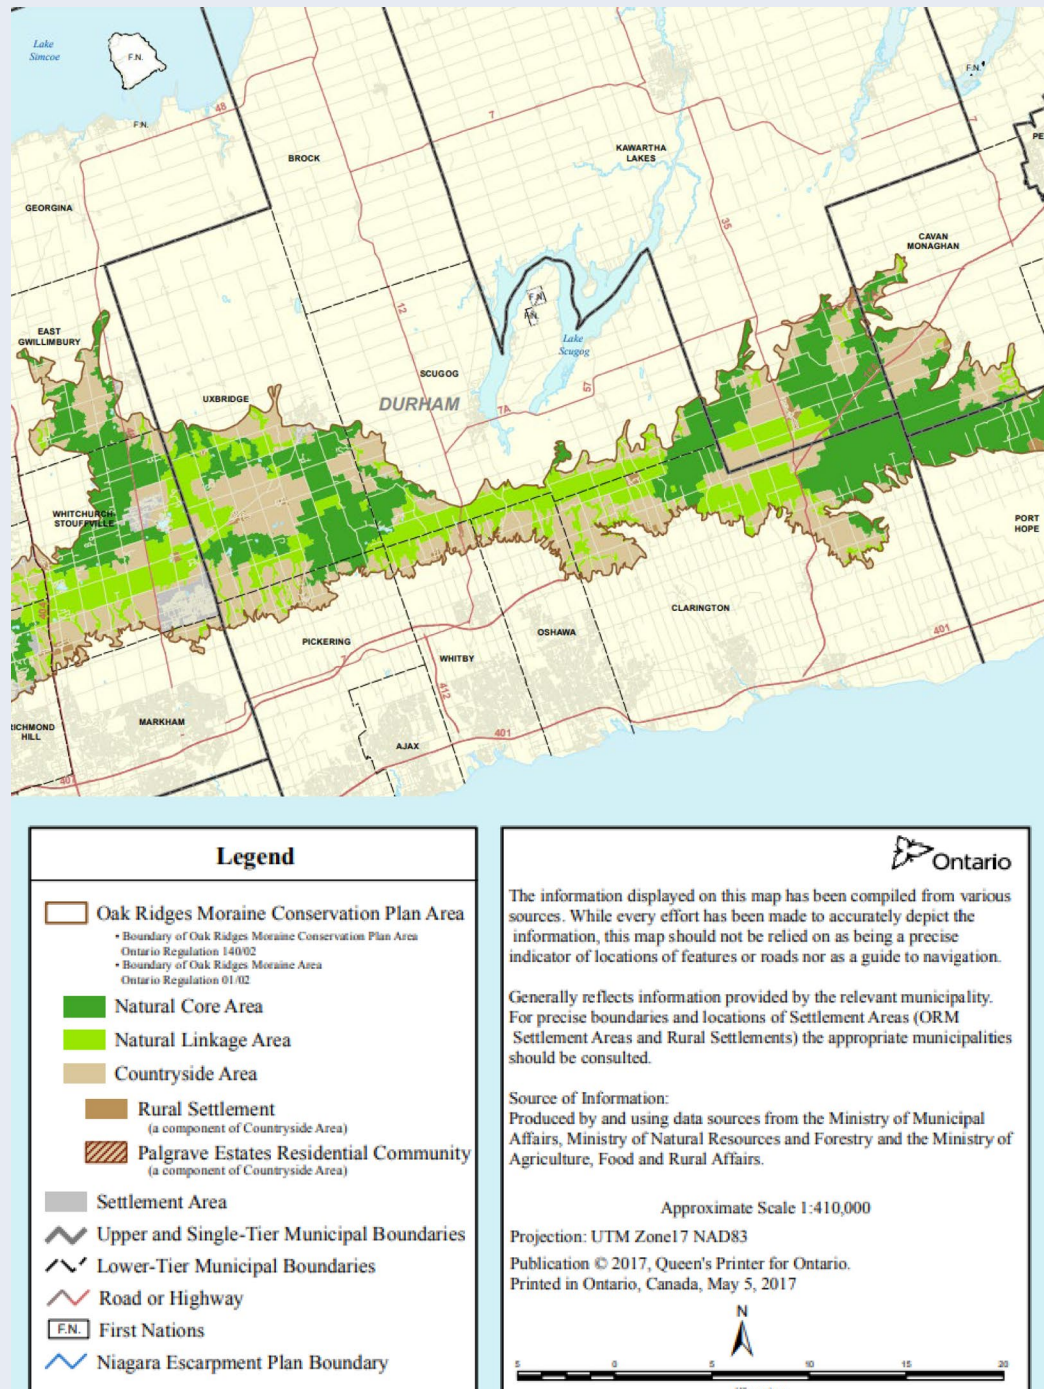 Lake
Simcoe
F.N.
F.N.
F.N.
48
7
7
BROCK
KAWARTHA
LAKES
GEORGINA
35
CAVAN
MONAGHAN
F.N.
F.N.
12
EAST
GWILLIMBURY
Lake
Scugog
SCUGOG
57
UXBRIDGE
DURHAM
7A
WHITCHURCH-
STOUFFVILLE
PORT
HOPE
CLARINGTON
OSHAWA
401
PICKERING
7
WHITBY
412
RICHMOND
HILL
MARKHAM
401
AJAX
Legend
Oak Ridges Moraine Conservation Plan Area
• Boundary of Oak Ridges Moraine Conservation Plan Area
Ontario Regulation 140/02
• Boundary of Oak Ridges Moraine Area
Ontario Regulation 01/02
Natural Core Area
Natural Linkage Area
Countryside Area
Rural Settlement
(a component of Countryside Area)
Palgrave Estates Residential Community
(a component of Countryside Area)
Settlement Area
Upper and Single-Tier Municipal Boundaries
Lower-Tier Municipal Boundaries
Road or Highway
F.N. First Nations
Niagara Escarpment Plan Boundary
Ontario
The information displayed on this map has been compiled from various
sources. While every effort has been made to accurately depict the
information, this map should not be relied on as being a precise
indicator of locations of features or roads nor as a guide to navigation.
Generally reflects information provided by the relevant municipality.
For precise boundaries and locations of Settlement Areas (ORM
Settlement Areas and Rural Settlements) the appropriate municipalities
should be consulted.
Source of Information:
Produced by and using data sources from the Ministry of Municipal
Affairs, Ministry of Natural Resources and Forestry and the Ministry of
Agriculture, Food and Rural Affairs.
Approximate Scale 1:410,000
Projection: UTM Zone17 NAD83
Publication © 2017, Queen's Printer for Ontario.
Printed in Ontario, Canada, May 5, 2017
N
5 0 5 10 15 20